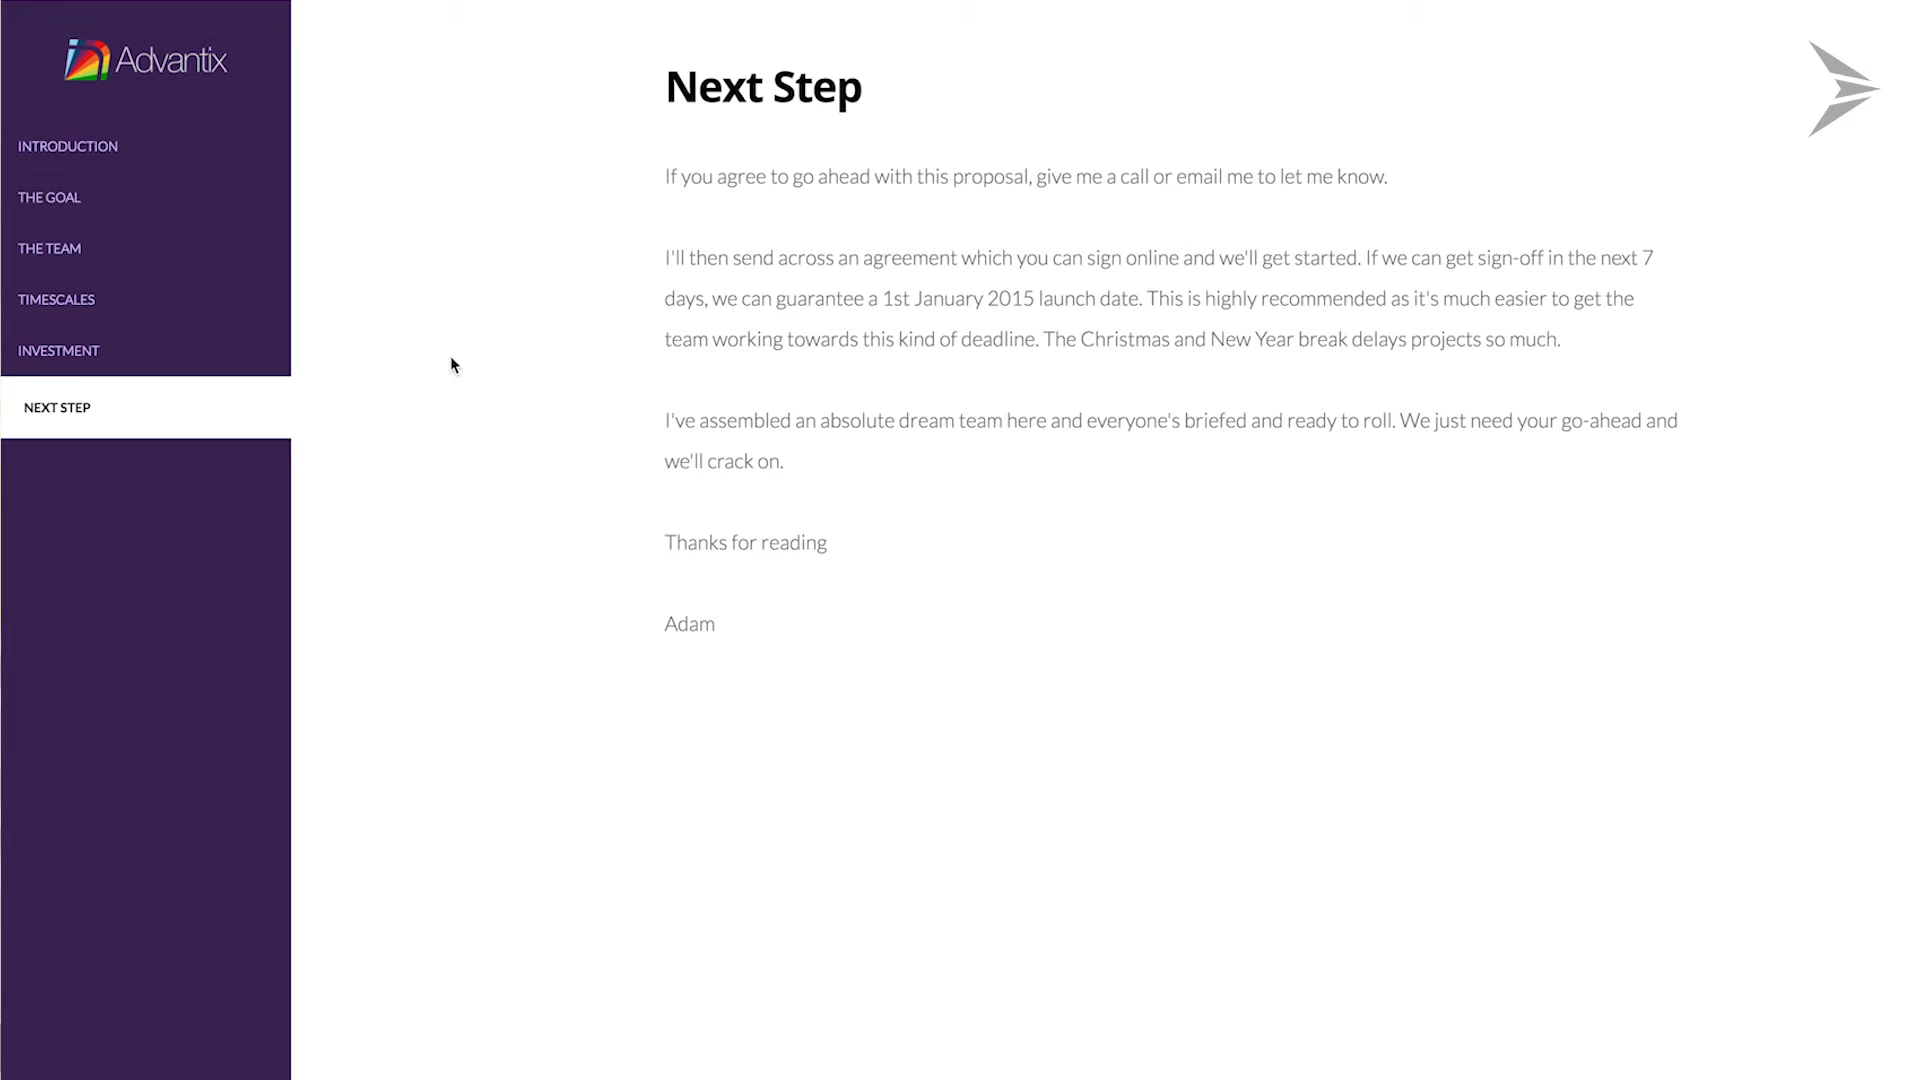 Advantix
INTRODUCTION
THE GOAL
THE TEAM
TIMESCALES
INVESTMENT
NEXT STEP
Next Step
If you agree to go ahead with this proposal, give me a call or email me to let me know.
I'll then send across an agreement which you can sign online and we'll get started. If we can get sign-off in the next 7
days, we can guarantee a 1st January 2015 launch date. This is highly recommended as it's much easier to get the
team working towards this kind of deadline. The Christmas and New Year break delays projects so much.
I've assembled an absolute dream team here and everyone's briefed and ready to roll. We just need your go-ahead and
we'll crack on.
Thanks for reading
Adam